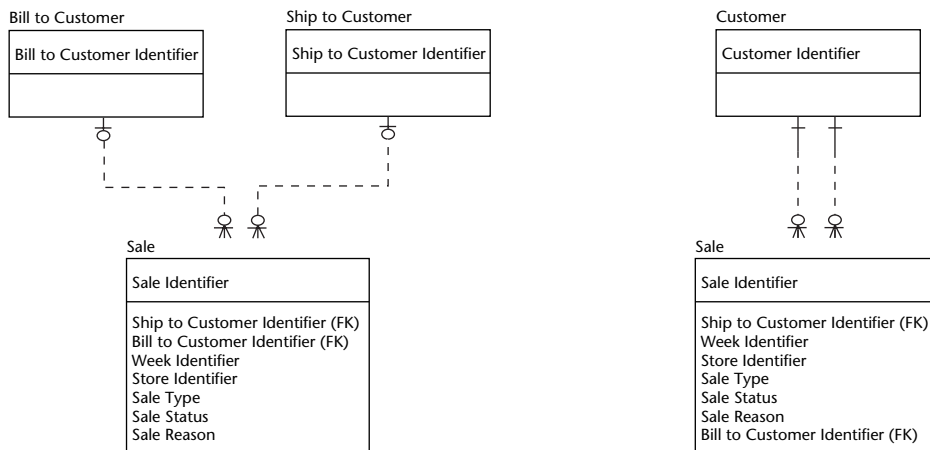 Bill to Customer
Bill to Customer Identifier
Ship to Customer
Ship to Customer Identifier
Sale
Sale Identifier
Ship to Customer Identifier (FK)
Bill to Customer Identifier (FK)
Week Identifier
Store Identifier
Sale Type
Sale Status
Sale Reason
Customer
Customer Identifier
Sale
Sale Identifier
Ship to Customer Identifier (FK)
Week Identifier
Store Identifier
Sale Type
Sale Status
Sale Reason
Bill to Customer Identifier (FK)